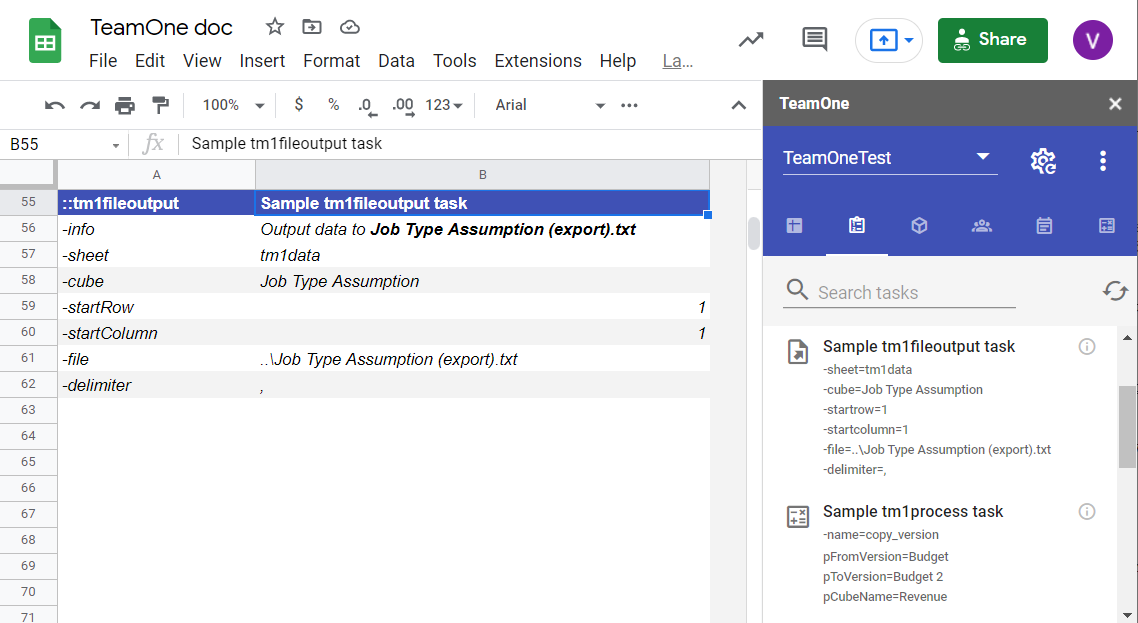 TeamOne doc
File Edit View Insert Format Data Tools Extensions Help La...
Share
V
100% $ % .0 .00 123 Arial
B55 fx Sample tm1fileoutput task
A B
55 ::tm1fileoutput Sample tm1fileoutput task
56 -info Output data to Job Type Assumption (export).txt
57 -sheet tm1data
58 -cube Job Type Assumption
59 -startRow 1
60 -startColumn 1
61 -file ..\Job Type Assumption (export).txt
62 -delimiter ,
63
64
65
66
67
68
69
70
71
TeamOne
TeamOneTest
Search tasks
Sample tm1fileoutput task
-sheet=tm1data
-cube=Job Type Assumption
-startrow=1
-startcolumn=1
-file=..\Job Type Assumption (export).txt
-delimiter=,
Sample tm1process task
-name=copy_version
pFromVersion=Budget
pToVersion=Budget 2
pCubeName=Revenue